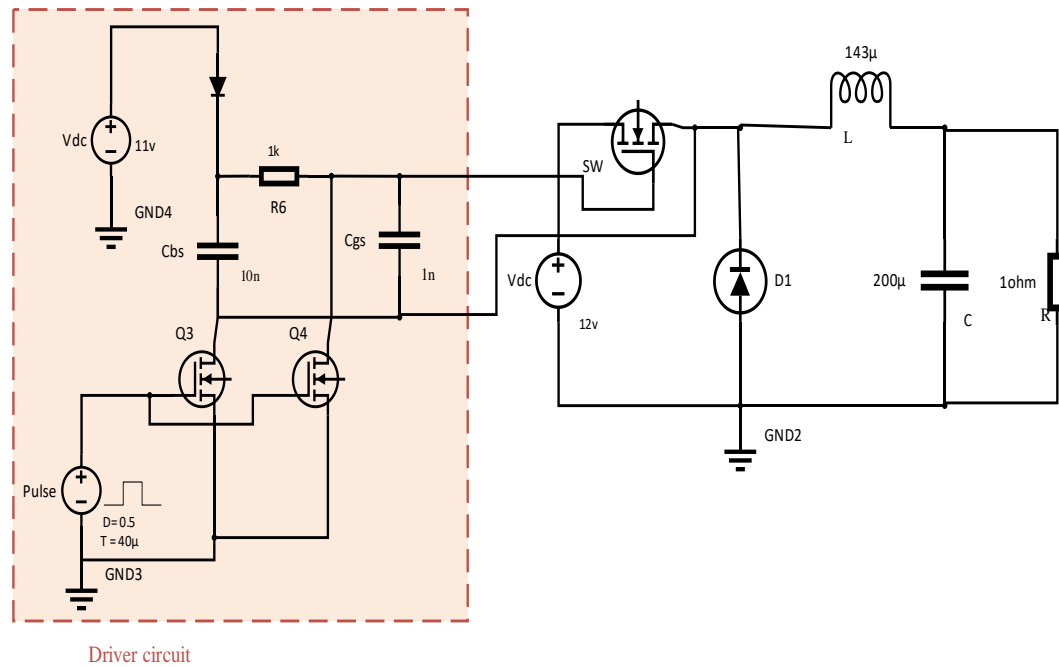 143μ
L
Vdc
11v
GND4
1k
R6
SW
Cbs
10n
Cgs
1n
Vdc
12v
D1
200μ
C
1ohm
R
Q3
Q4
GND2
Pulse
D= 0.5
T = 40μ
GND3
Driver circuit